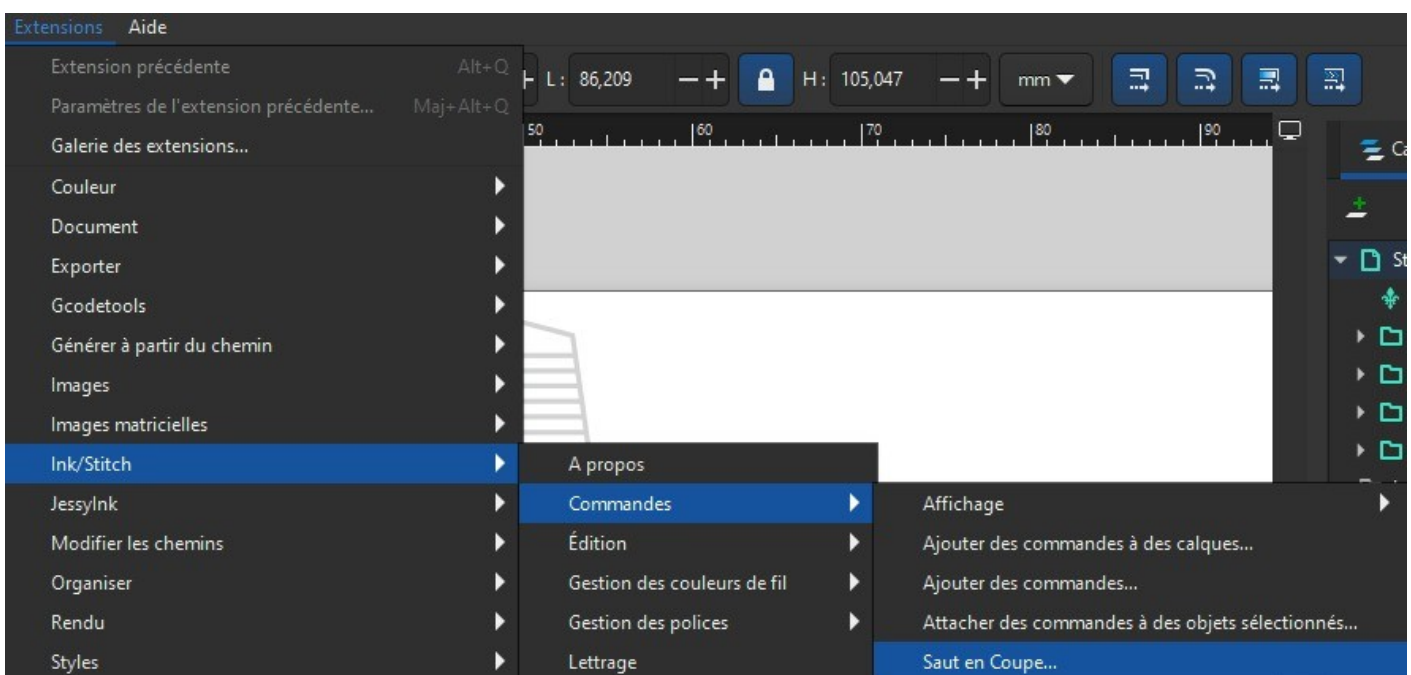 Extensions Aide
Extension précédente Alt+Q
L: 86,209 H: 105,047 mm
Paramètres de l'extension précédente... Maj+Alt+Q
50 60 70 80 90
Galerie des extensions...
Couleur
Document
Exporter
Gcodetools
Générer à partir du chemin
Images
Images matricielles
Ink/Stitch A propos
JessyInk Commandes Affichage
Modifier les chemins Édition Ajouter des commandes à des calques...
Organiser Gestion des couleurs de fil Ajouter des commandes...
Rendu Gestion des polices Attacher des commandes à des objets sélectionnés...
Styles Lettrage Saut en Coupe...